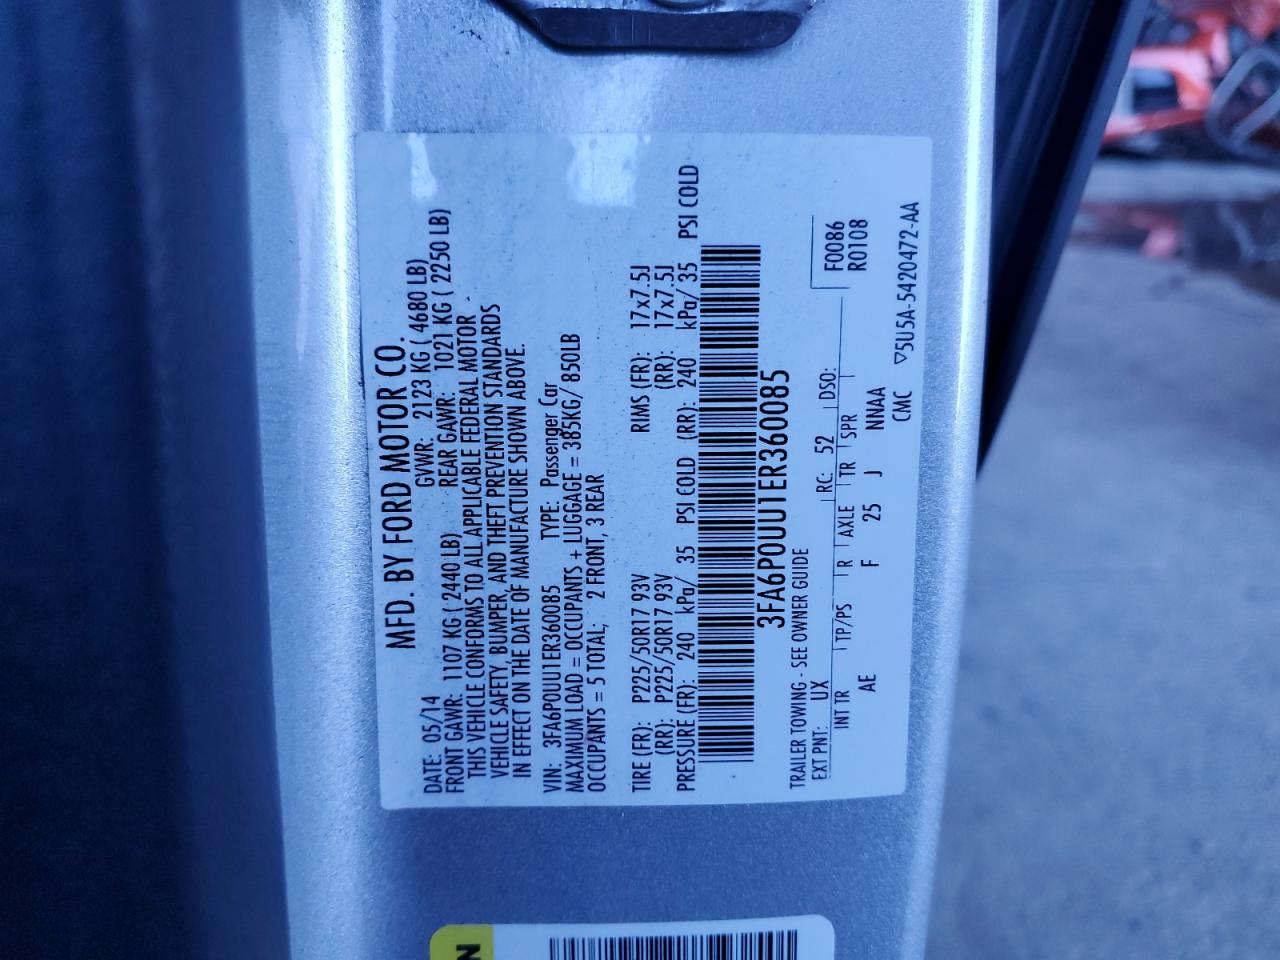 MFD. BY FORD MOTOR CO.
DATE: 05/14 GVWR: 2123 KG ( 4680 LB)
FRONT GAWR: 1107 KG ( 2440 LB) REAR GAWR: 1021 KG ( 2250 LB)
THIS VEHICLE CONFORMS TO ALL APPLICABLE FEDERAL MOTOR
VEHICLE SAFETY, BUMPER, AND THEFT PREVENTION STANDARDS
IN EFFECT ON THE DATE OF MANUFACTURE SHOWN ABOVE.
VIN: 3FA6P0UU1ER360085 TYPE: Passenger Car
MAXIMUM LOAD = OCCUPANTS + LUGGAGE = 385KG/ 850LB
OCCUPANTS = 5 TOTAL; 2 FRONT, 3 REAR
TIRE (FR): P225/50R17 93V RIMS (FR): 17x7.5J
(RR): P225/50R17 93V (RR): 17x7.5J
PRESSURE (FR): 240 kPa/ 35 PSI COLD (RR): 240 kPa/ 35 PSI COLD
3FA6P0UU1ER360085
TRAILER TOWING - SEE OWNER GUIDE F0086
EXT PNT: UX RC: 52 DSO: R0108
INT TR TP/PS R AXLE TR SPR
AE F 25 J NNAA
CMC ▽5U5A-5420472-AA
N